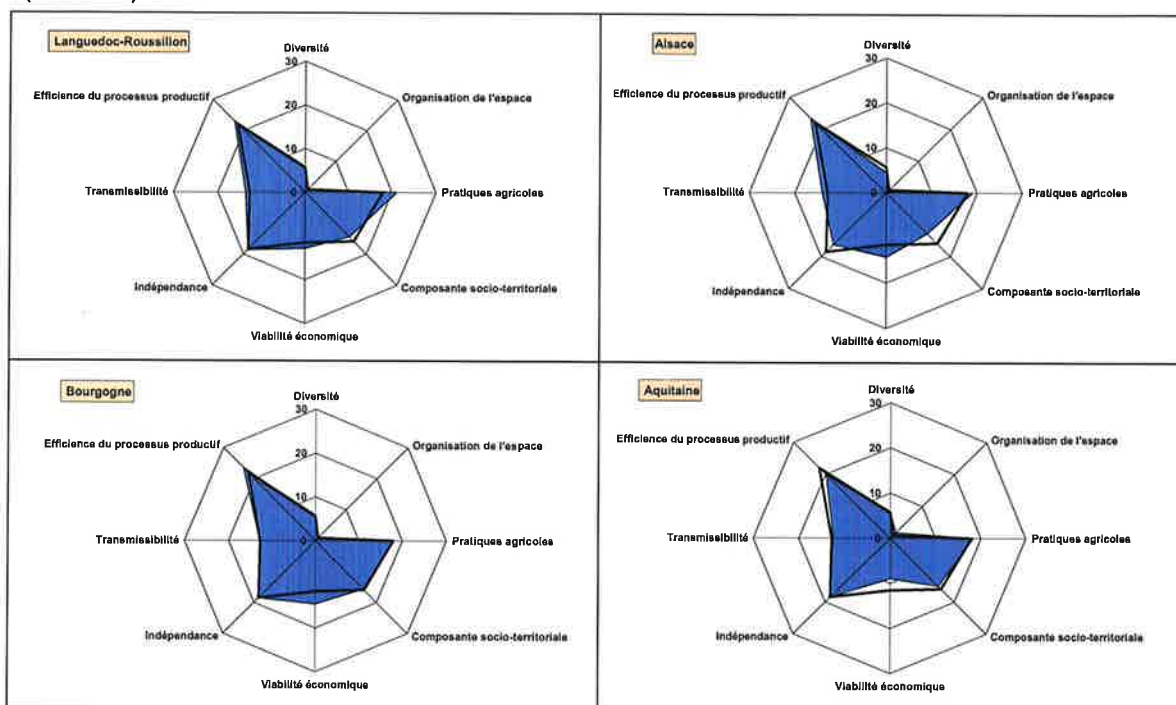 Languedoc-Roussillon
Diversité
30
Efficience du processus productif
Organisation de l'espace
20
10
Transmissibilité
0
Pratiques agricoles
Indépendance
Composante socio-territoriale
Viabilité économique
Alsace
Diversité
30
Efficience du processus productif
Organisation de l'espace
20
10
Transmissibilité
0
Pratiques agricoles
Indépendance
Composante socio-territoriale
Viabilité économique
Bourgogne
Diversité
30
Efficience du processus productif
Organisation de l'espace
20
10
Transmissibilité
0
Pratiques agricoles
Indépendance
Composante socio-territoriale
Viabilité économique
Aquitaine
Diversité
30
Efficience du processus productif
Organisation de l'espace
20
10
Transmissibilité
0
Pratiques agricoles
Indépendance
Composante socio-territoriale
Viabilité économique